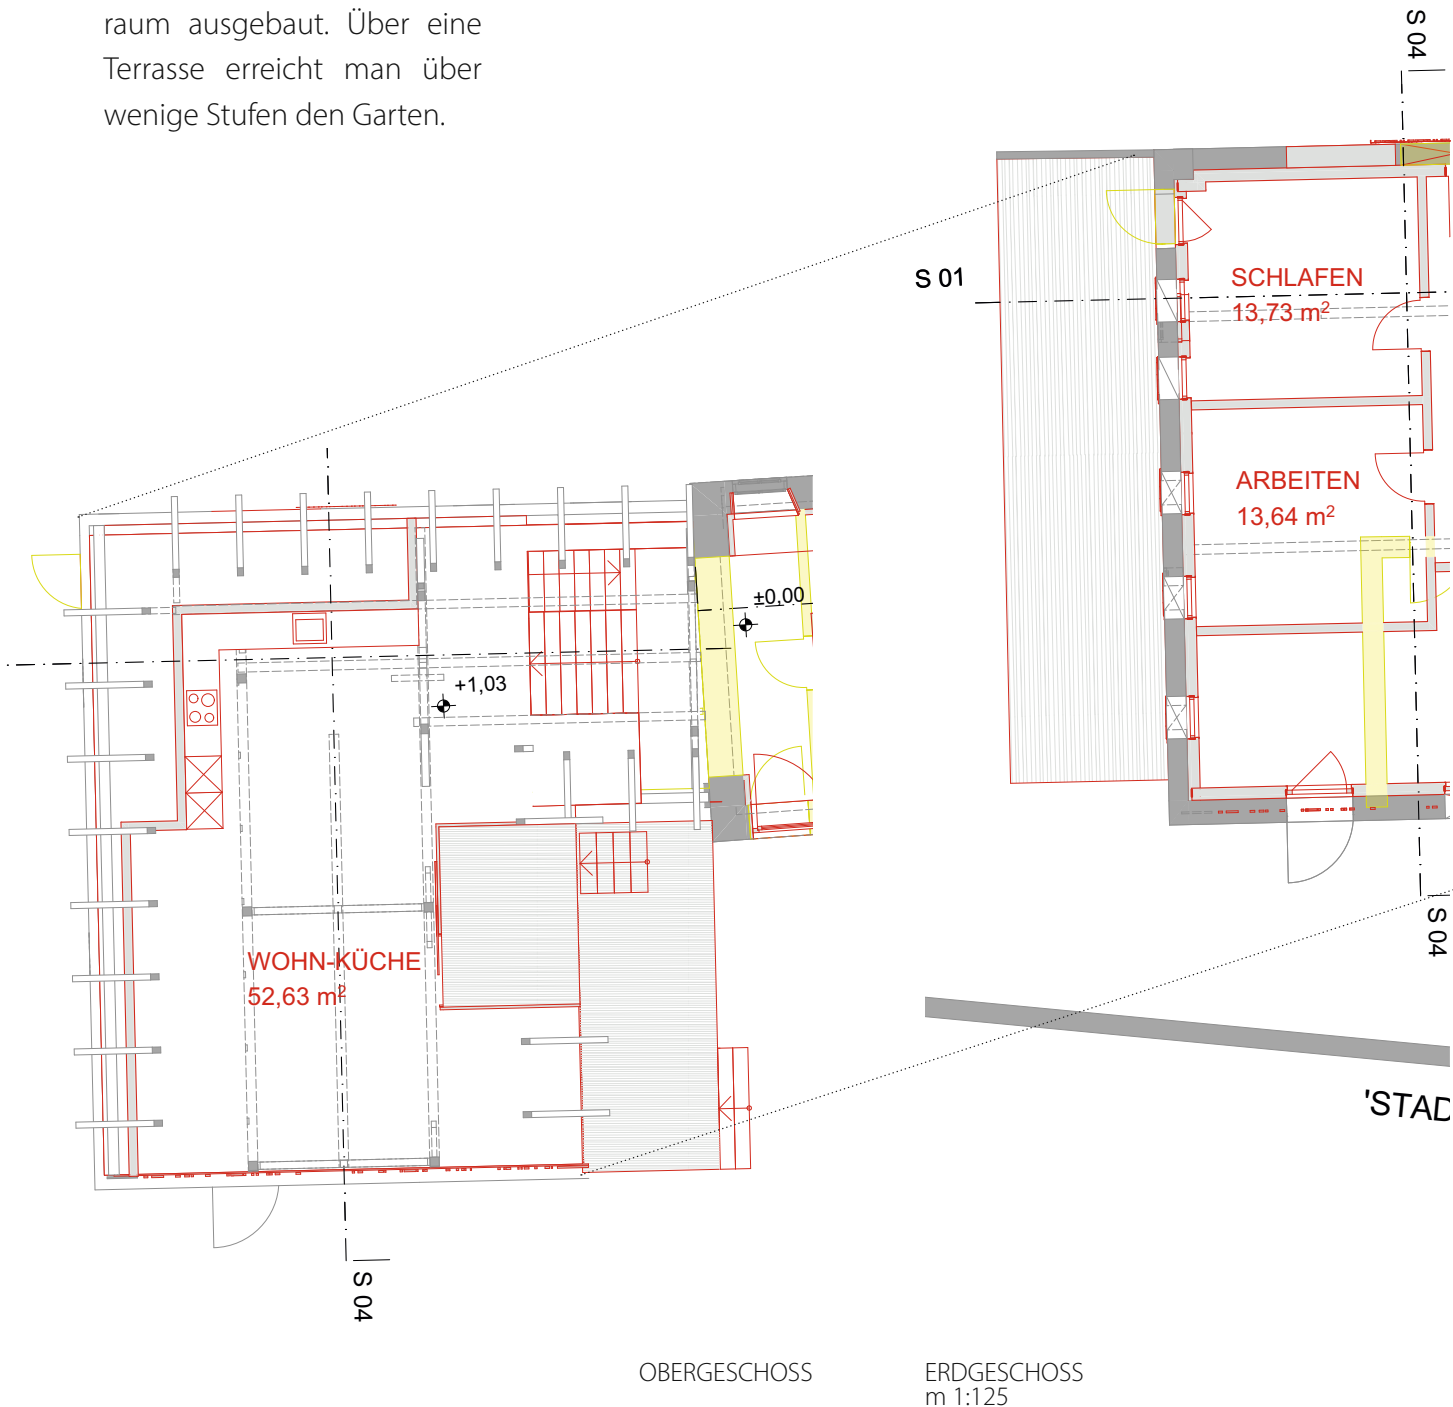 raum ausgebaut. Über eine
Terrasse erreicht man über
wenige Stufen den Garten.
S 04
S 01
SCHLAFEN
13,73 m²
ARBEITEN
13,64 m²
±0,00
+1,03
S 04
WOHN-KÜCHE
52,63 m²
'STAD
S 04
OBERGESCHOSS
ERDGESCHOSS
m 1:125